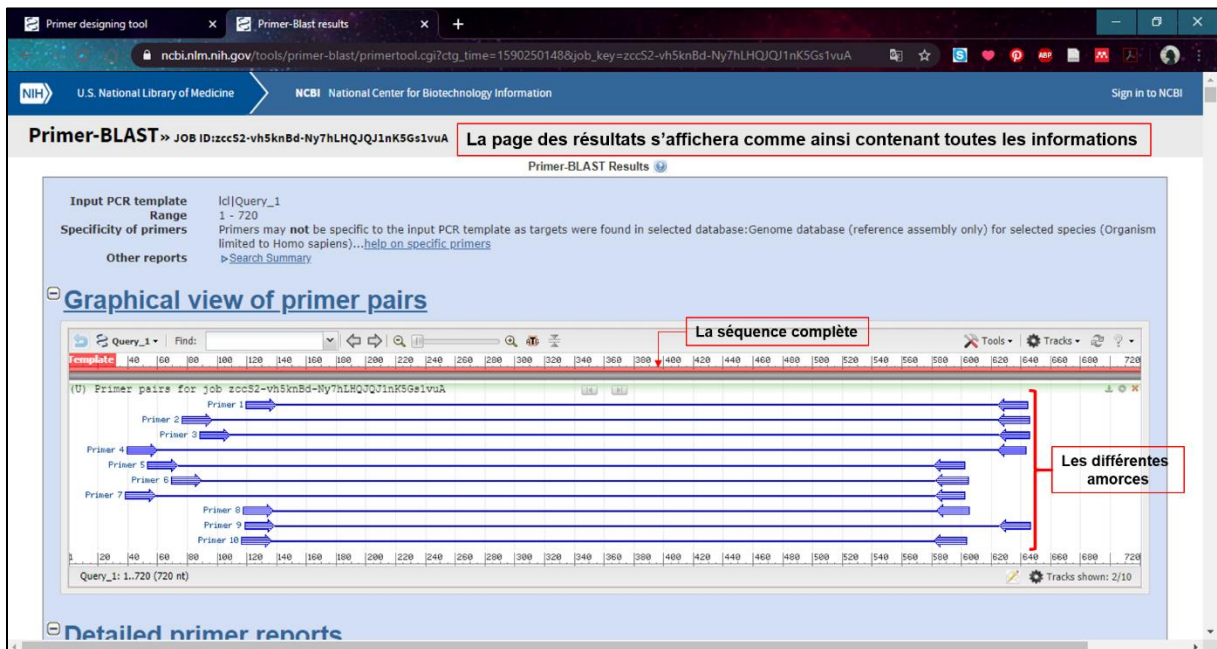 Primer designing tool
Primer-Blast results
ncbi.nlm.nih.gov/tools/primer-blast/primertool.cgi?ctg_time=1590250148&job_key=zccS2-vh5knBd-Ny7hLHQJQJ1nK5Gs1vuA
NIH U.S. National Library of Medicine NCBI National Center for Biotechnology Information Sign in to NCBI
Primer-BLAST » JOB ID:zccS2-vh5knBd-Ny7hLHQJQJ1nK5Gs1vuA
La page des résultats s’affichera comme ainsi contenant toutes les informations
Primer-BLAST Results
Input PCR template lcl|Query_1
Range 1 - 720
Specificity of primers Primers may not be specific to the input PCR template as targets were found in selected database:Genome database (reference assembly only) for selected species (Organism
limited to Homo sapiens)...help on specific primers
Other reports Search Summary
Graphical view of primer pairs
La séquence complète
Query_1 Find: Tools Tracks ?
Template |40 |60 |80 |100 |120 |140 |160 |180 |200 |220 |240 |260 |280 |300 |320 |340 |360 |380 |400 |420 |440 |460 |480 |500 |520 |540 |560 |580 |600 |620 |640 |660 |680 | 720
(U) Primer pairs for job zccS2-vh5knBd-Ny7hLHQJQJ1nK5Gs1vuA
Primer 1
Primer 2
Primer 3
Primer 4
Primer 5
Primer 6
Primer 7
Primer 8
Primer 9
Primer 10
Les différentes
amorces
1 |20 |40 |60 |80 |100 |120 |140 |160 |180 |200 |220 |240 |260 |280 |300 |320 |340 |360 |380 |400 |420 |440 |460 |480 |500 |520 |540 |560 |580 |600 |620 |640 |660 |680 | 720
Query_1: 1..720 (720 nt) Tracks shown: 2/10
Detailed primer reports